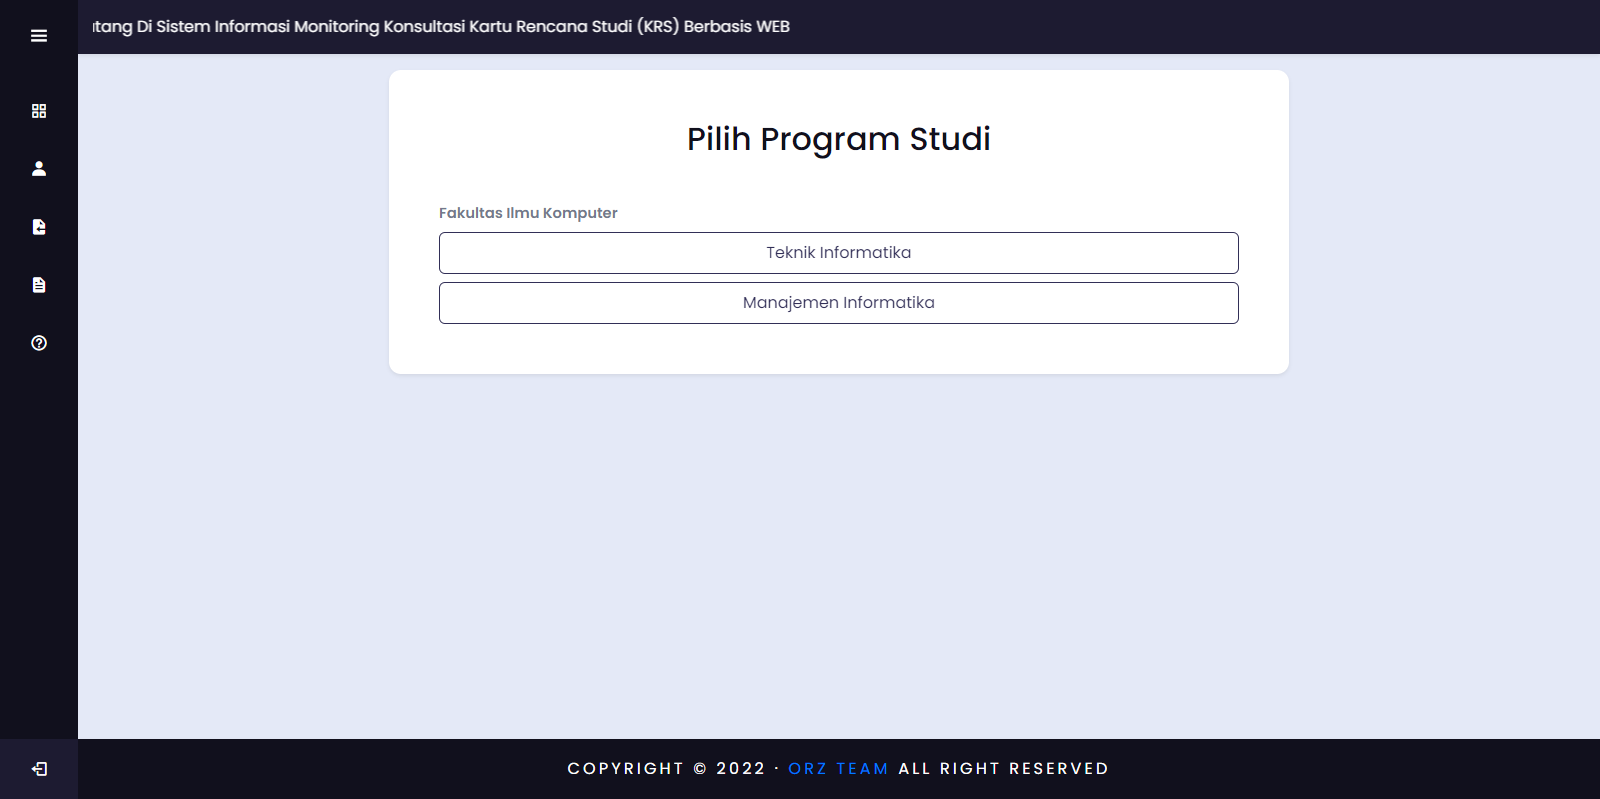 Di Sistem Informasi Monitoring Konsultasi Kartu Rencana Studi (KRS) Berbasis WEB
Pilih Program Studi
Fakultas Ilmu Komputer
Teknik Informatika
Manajemen Informatika
COPYRIGHT © 2022 · ORZ TEAM ALL RIGHT RESERVED